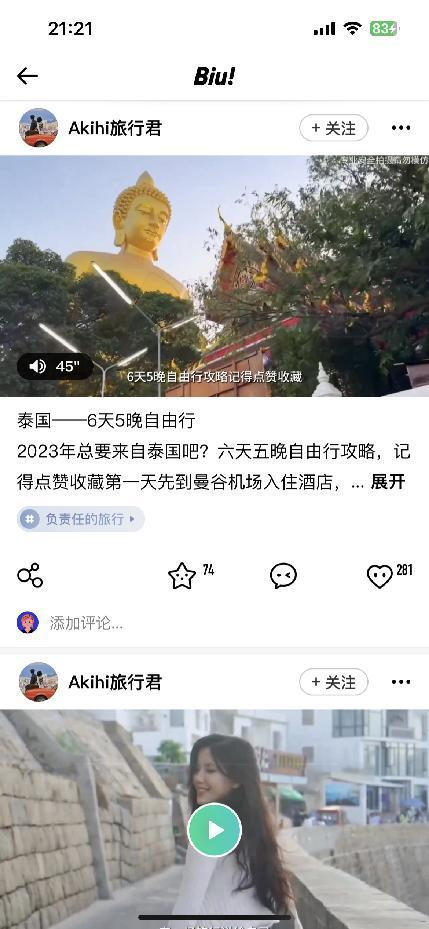 21:21
83
Biu!
Akihi旅行君
+ 关注
45"
6天5晚自由行攻略记得点赞收藏
泰国——6天5晚自由行
2023年总要来自泰国吧？六天五晚自由行攻略，记
得点赞收藏第一天先到曼谷机场入住酒店，... 展开
# 负责任的旅行
74
281
添加评论...
Akihi旅行君
+ 关注